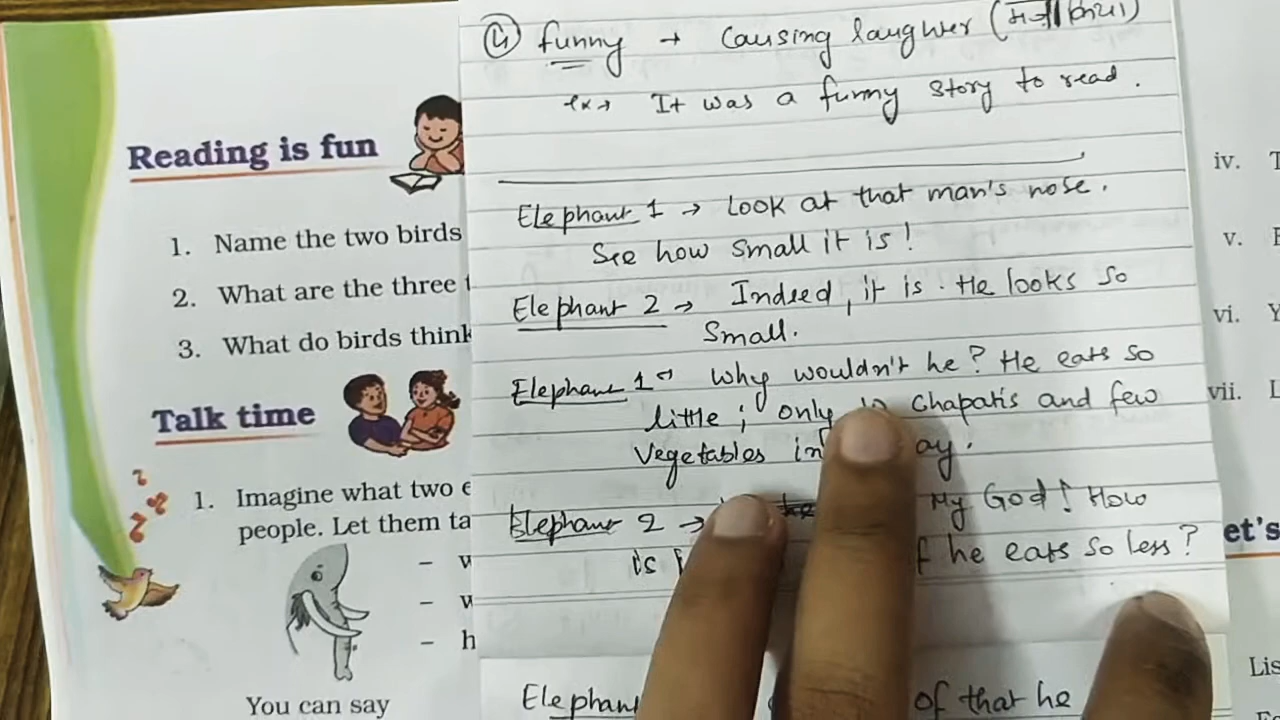 Reading is fun
1. Name the two birds
2. What are the three
3. What do birds think
Talk time
1. Imagine what two e
people. Let them ta
– w
– w
– h
You can say
④ funny → Causing laughter (
ex→ It was a funny story to read.
Elephant 1 → Look at that man's nose.
See how small it is!
Elephant 2 → Indeed, it is. He looks so
small.
Elephant 1 → Why wouldn't he? He eats so
little; only chapatis and few
vegetables in ay.
Elephant 2 → My God! How
is f he eats so less?
Elephan of that he
iv. T
v.
vi. Y
vii. L
et's
Lis